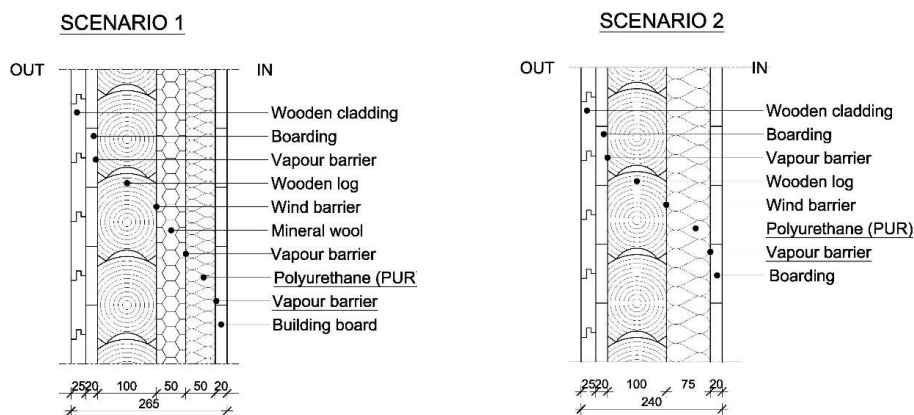 SCENARIO 1
OUT
IN
Wooden cladding
Boarding
Vapour barrier
Wooden log
Wind barrier
Mineral wool
Vapour barrier
Polyurethane (PUR
Vapour barrier
Building board
25 20 100 50 50 20
265
SCENARIO 2
OUT
IN
Wooden cladding
Boarding
Vapour barrier
Wooden log
Wind barrier
Polyurethane (PUR)
Vapour barrier
Boarding
25 20 100 75 20
240